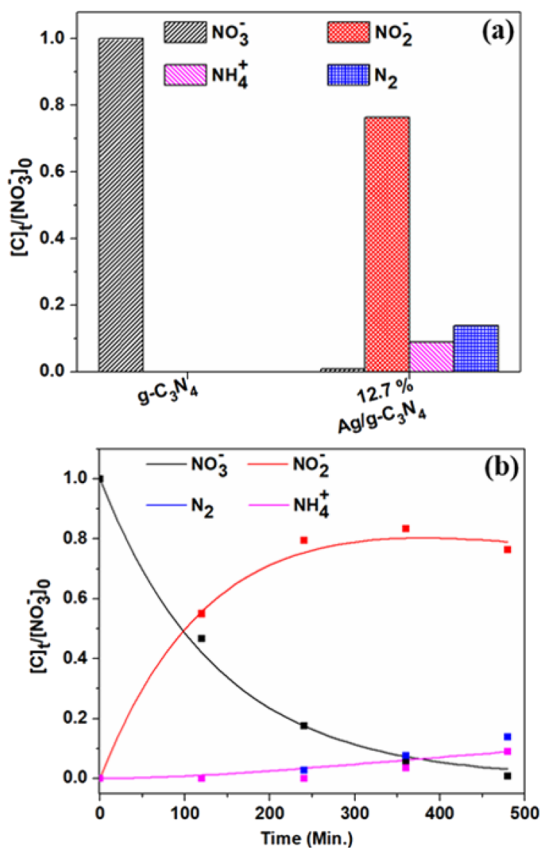 (a)
NO₃⁻ NO₂⁻
NH₄⁺ N₂
[C]ₜ/[NO₃⁻]₀
1.0
0.8
0.6
0.4
0.2
0.0
g-C₃N₄
12.7 %
Ag/g-C₃N₄
(b)
NO₃⁻ NO₂⁻
N₂ NH₄⁺
[C]ₜ/[NO₃⁻]₀
1.0
0.8
0.6
0.4
0.2
0.0
0 100 200 300 400 500
Time (Min.)